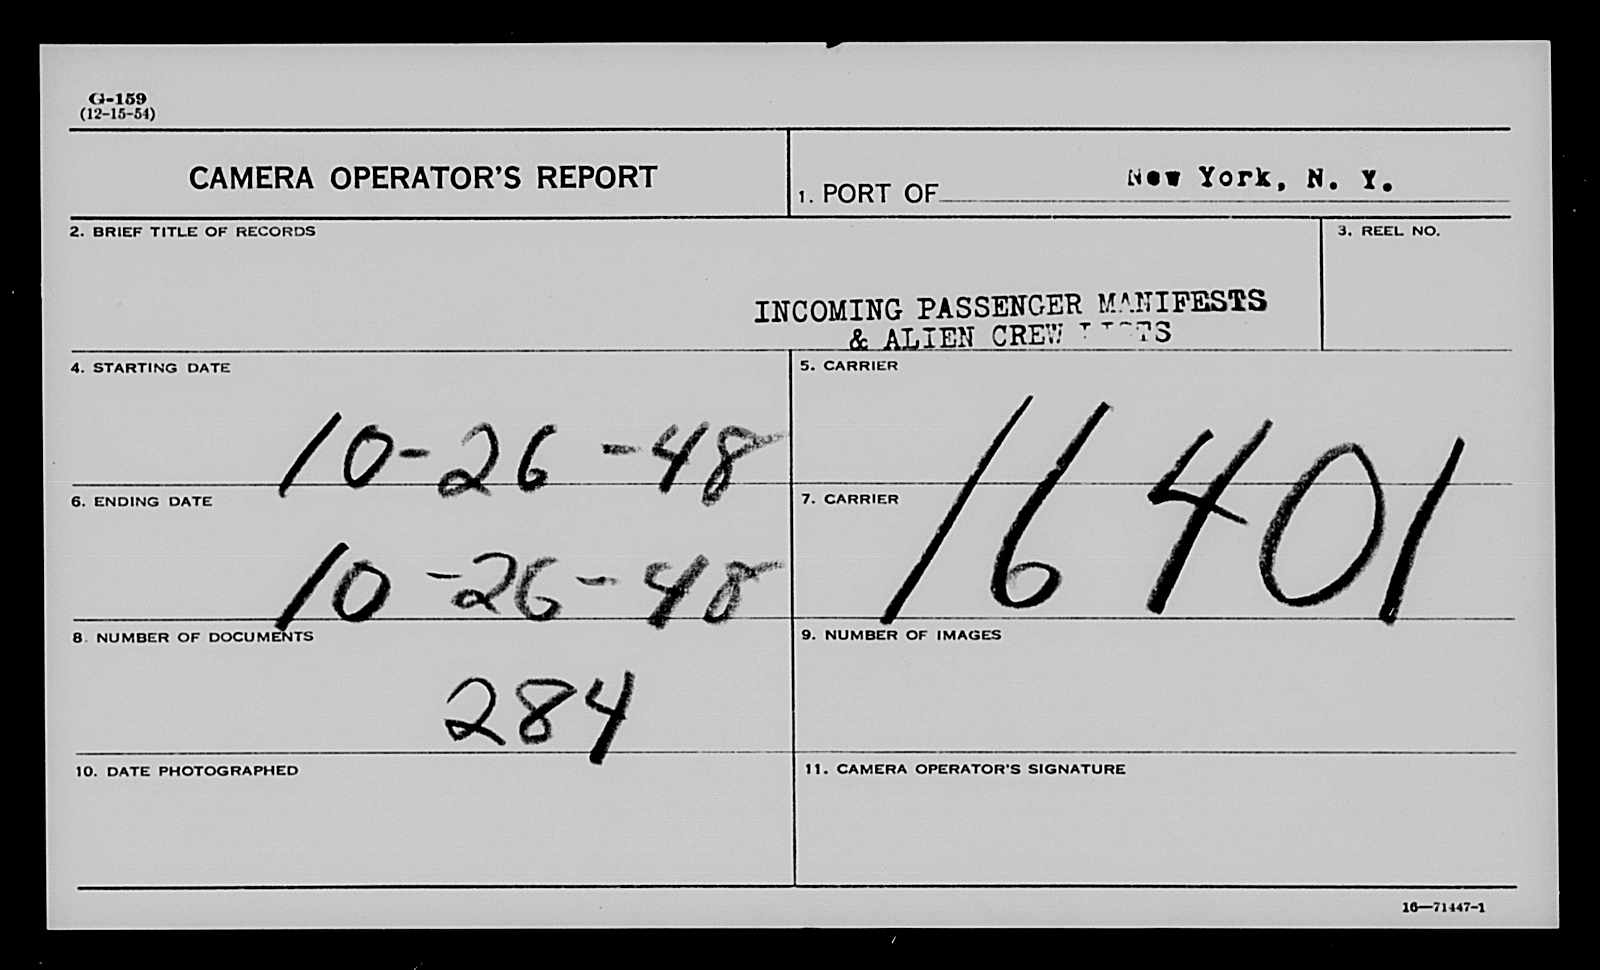 G-159
(12-15-54)
CAMERA OPERATOR'S REPORT
1. PORT OF New York, N. Y.
2. BRIEF TITLE OF RECORDS
3. REEL NO.
INCOMING PASSENGER MANIFESTS
& ALIEN CREW LISTS
4. STARTING DATE
10-26-48
5. CARRIER
16401
6. ENDING DATE
10-26-48
7. CARRIER
8. NUMBER OF DOCUMENTS
284
9. NUMBER OF IMAGES
10. DATE PHOTOGRAPHED
11. CAMERA OPERATOR'S SIGNATURE
16—71447-1